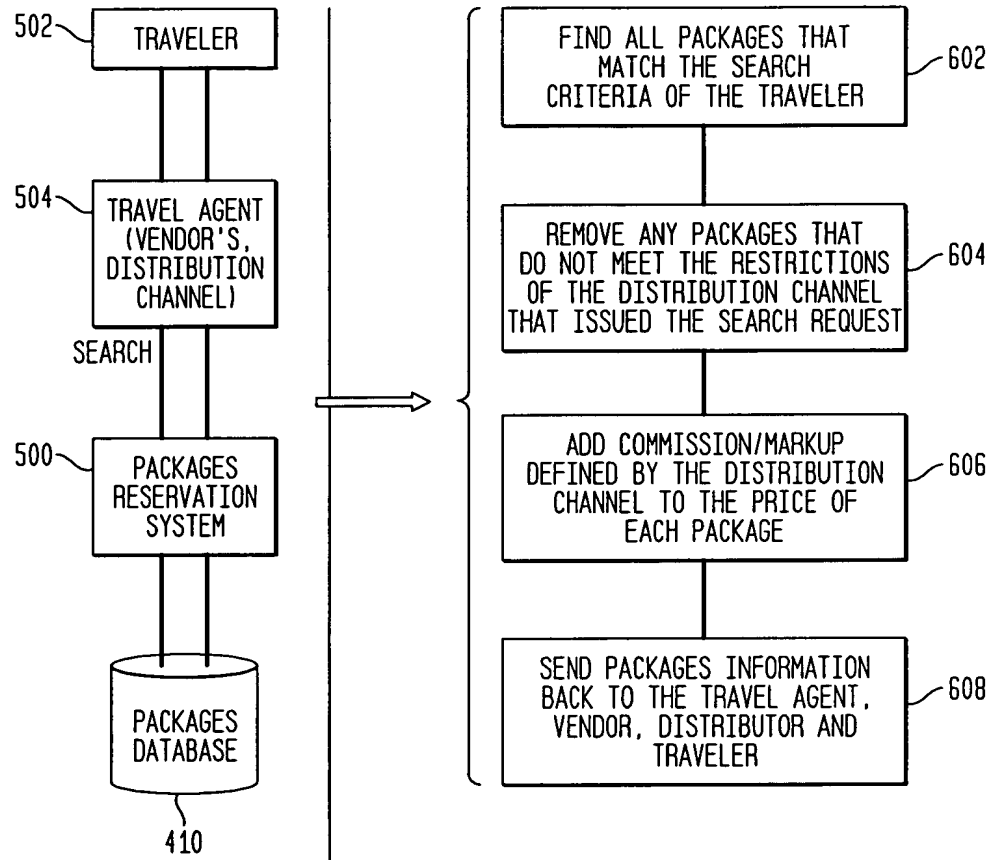 502
TRAVELER
504
TRAVEL AGENT
(VENDOR'S,
DISTRIBUTION
CHANNEL)
SEARCH
500
PACKAGES
RESERVATION
SYSTEM
PACKAGES
DATABASE
410
FIND ALL PACKAGES THAT
MATCH THE SEARCH
CRITERIA OF THE TRAVELER
602
REMOVE ANY PACKAGES THAT
DO NOT MEET THE RESTRICTIONS
OF THE DISTRIBUTION CHANNEL
THAT ISSUED THE SEARCH REQUEST
604
ADD COMMISSION/MARKUP
DEFINED BY THE DISTRIBUTION
CHANNEL TO THE PRICE OF
EACH PACKAGE
606
SEND PACKAGES INFORMATION
BACK TO THE TRAVEL AGENT,
VENDOR, DISTRIBUTOR AND
TRAVELER
608